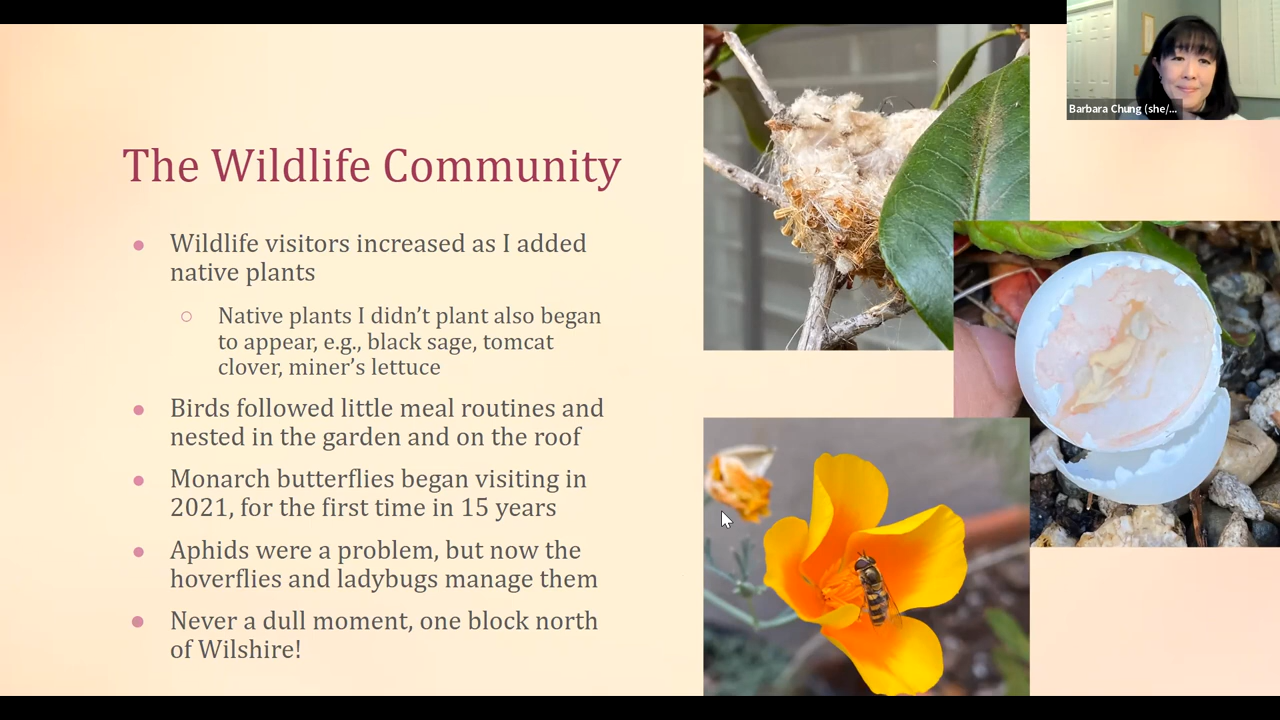 Barbara Chung (she/...
The Wildlife Community
● Wildlife visitors increased as I added
native plants
○ Native plants I didn’t plant also began
to appear, e.g., black sage, tomcat
clover, miner’s lettuce
● Birds followed little meal routines and
nested in the garden and on the roof
● Monarch butterflies began visiting in
2021, for the first time in 15 years
● Aphids were a problem, but now the
hoverflies and ladybugs manage them
● Never a dull moment, one block north
of Wilshire!